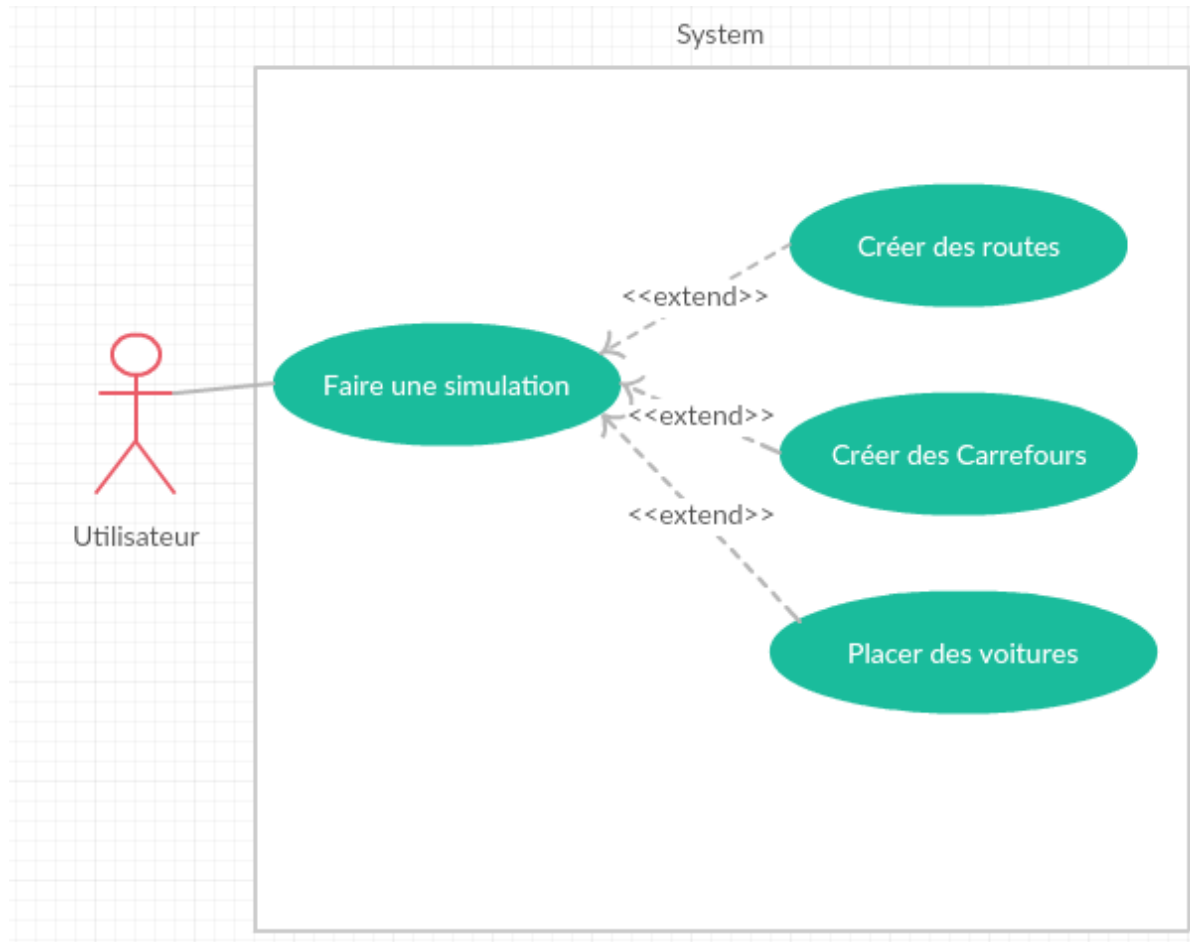 System
Créer des routes
<<extend>>
Faire une simulation
<<extend>>
Créer des Carrefours
<<extend>>
Utilisateur
Placer des voitures